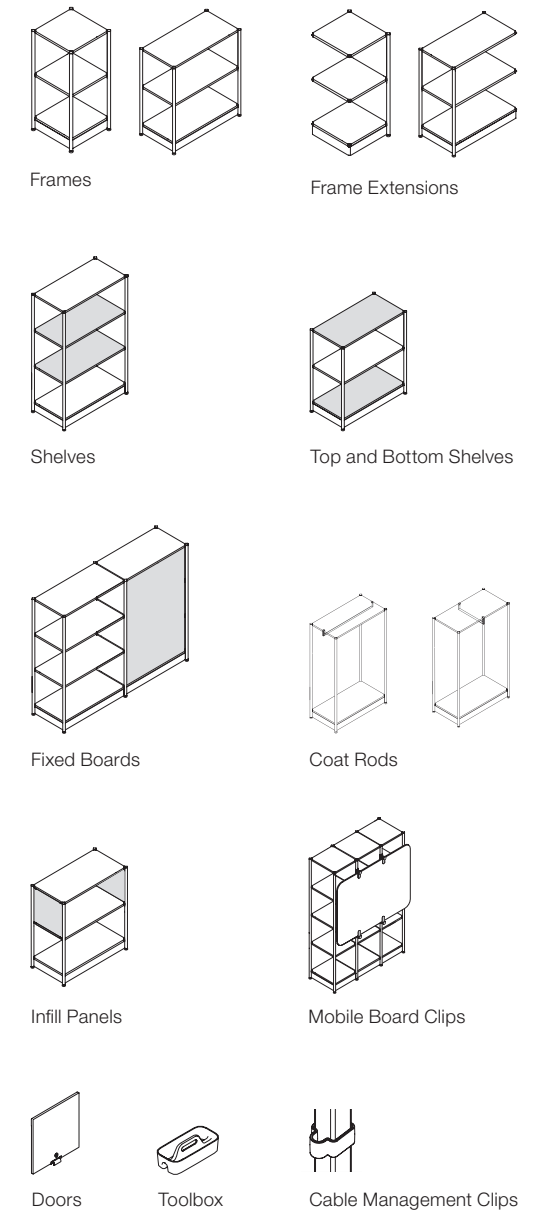 Frames
Frame Extensions
Shelves
Top and Bottom Shelves
Fixed Boards
Coat Rods
Infill Panels
Mobile Board Clips
Doors
Toolbox
Cable Management Clips